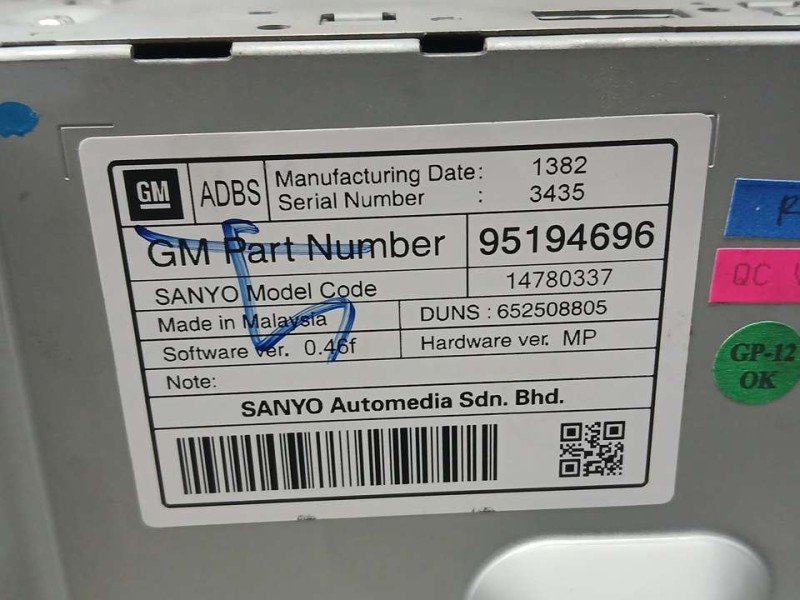 GM ADBS Manufacturing Date: 1382
Serial Number : 3435
GM Part Number 95194696
SANYO Model Code 14780337
Made in Malaysia DUNS : 652508805
Software ver. 0.46f Hardware ver. MP
Note:
SANYO Automedia Sdn. Bhd.
R
QC
GP-12
OK